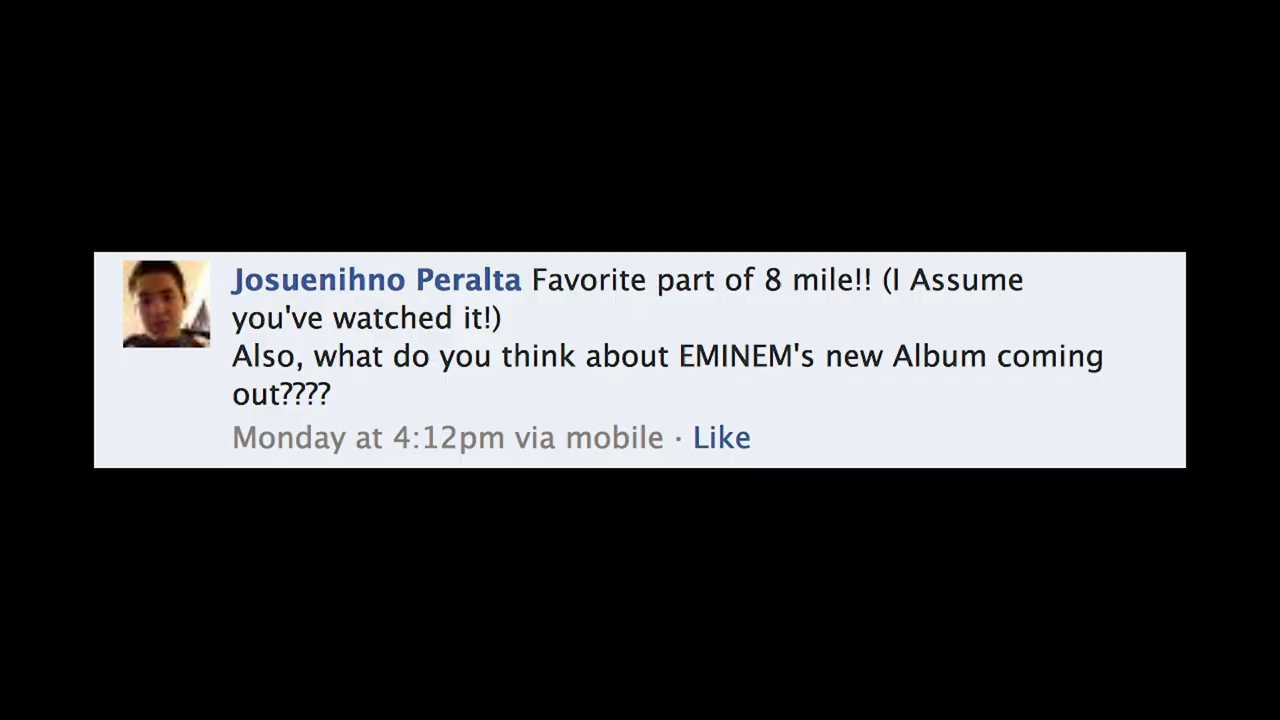 Josuenihno Peralta Favorite part of 8 mile!! (I Assume
you've watched it!)
Also, what do you think about EMINEM's new Album coming
out????
Monday at 4:12pm via mobile · Like